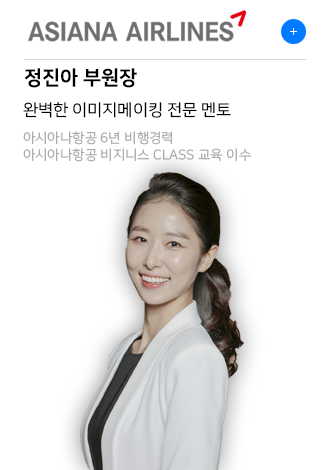 ASIANA AIRLINES
정진아 부원장
완벽한 이미지메이킹 전문 멘토
아시아나항공 6년 비행경력
아시아나항공 비지니스 CLASS 교육 이수